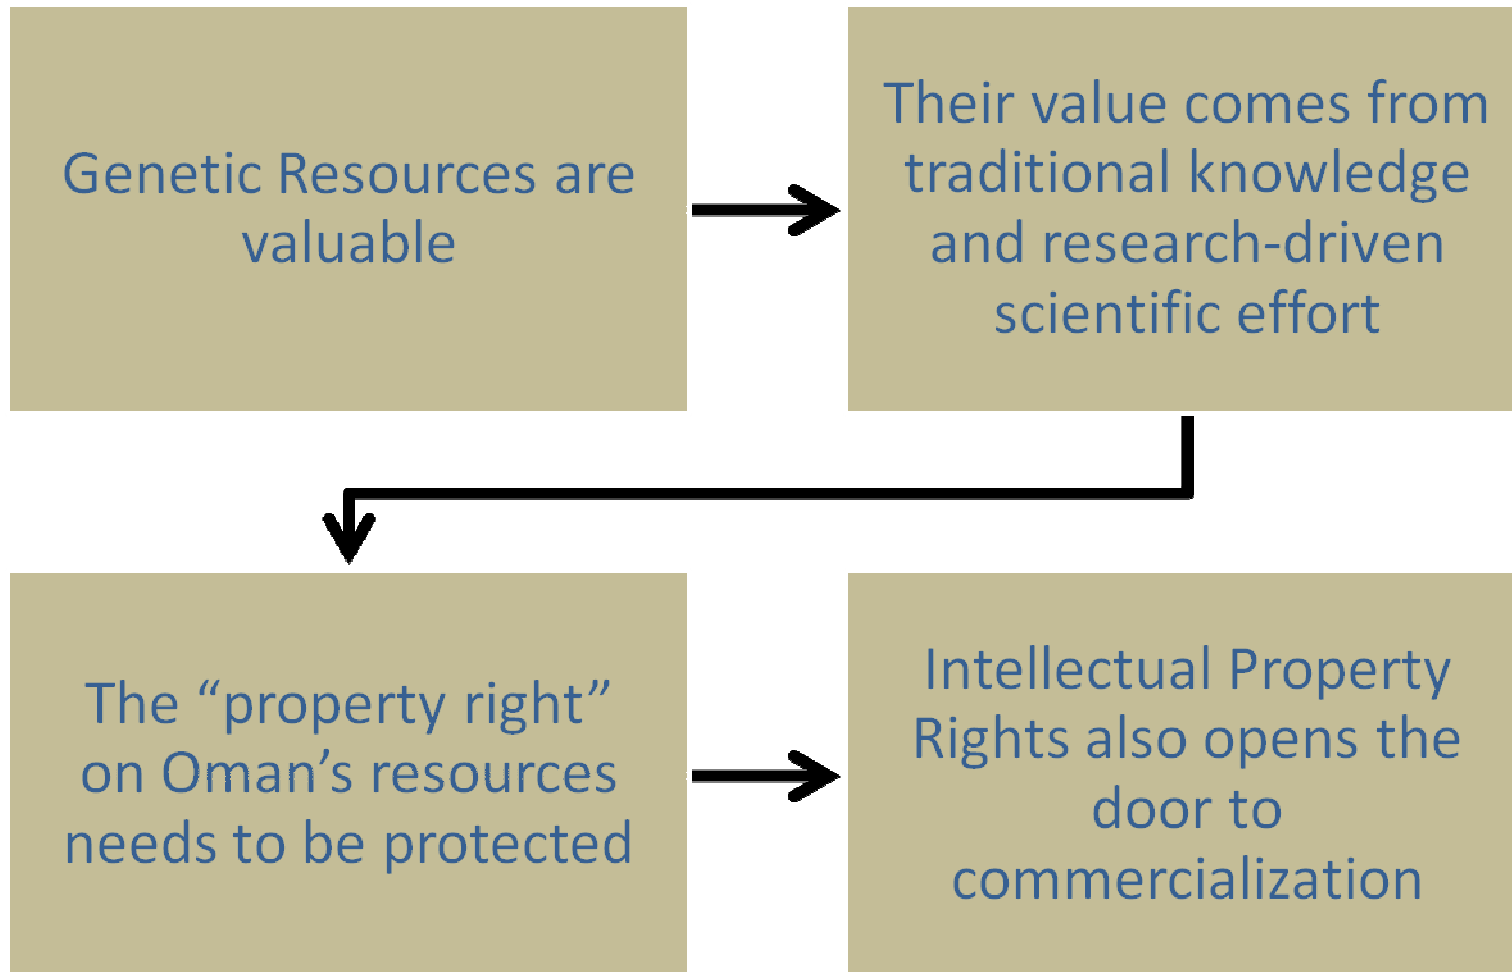 Genetic Resources are
valuable
Their value comes from
traditional knowledge
and research-driven
scientific effort
The “property right”
on Oman’s resources
needs to be protected
Intellectual Property
Rights also opens the
door to
commercialization